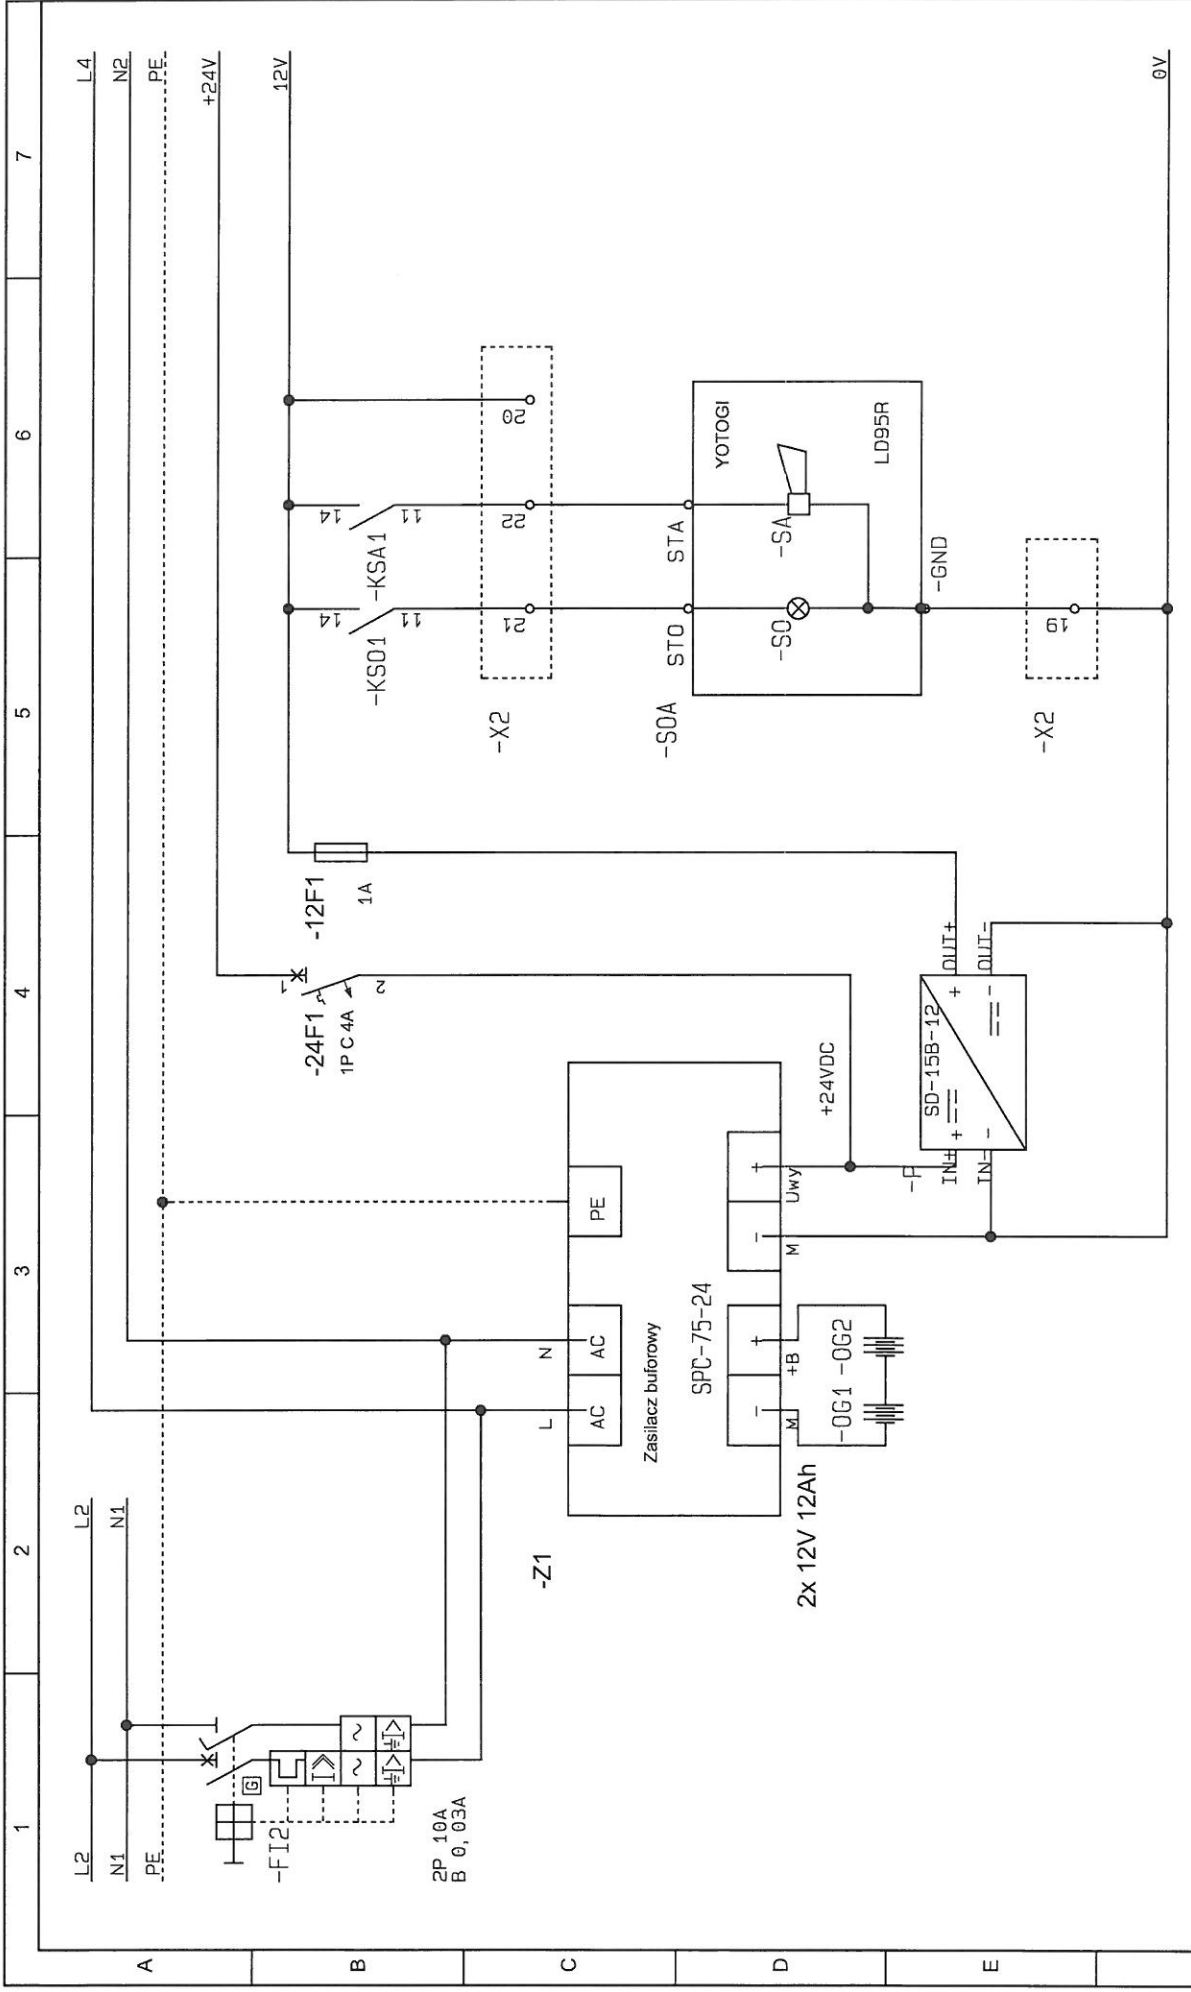 1
2
3
4
5
6
7
A
B
C
D
E
L2
N1
PE
L2
N1
L4
N2
PE
+24V
12V
0V
G
-FI2
2P 10A
B 0,03A
-Z1
L
N
AC
AC
PE
Zasilacz buforowy
SPC-75-24
-
+
-
+
M
+B
M
Uwy
-OG1
-OG2
2x 12V 12Ah
+24VDC
-24F1
1P C 4A
1
2
-12F1
1A
-P
IN+
IN-
+
-
SD-15B-12
+
-
OUT+
OUT-
-KSO1
14
11
-KSA1
14
11
-X2
21
22
20
-SOA
STO
STA
YOTOGI
LD95R
-SO
-SA
-GND
-X2
19